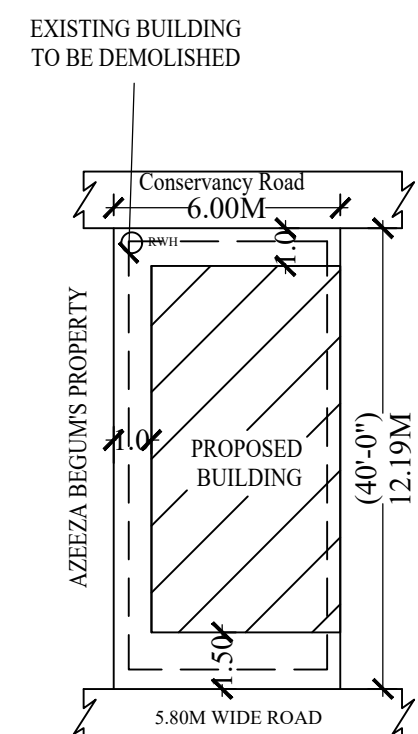 EXISTING BUILDING
TO BE DEMOLISHED
Conservancy Road
6.00M
RWH
1.0
AZEEZA BEGUM'S PROPERTY
1.0
PROPOSED
BUILDING
(40'-0")
12.19M
1.50
5.80M WIDE ROAD